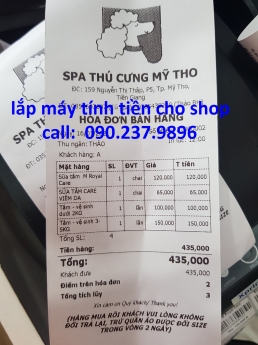 SPA THÚ CƯNG MỸ THO
ĐC: 159 Nguyễn Thị Thập, P5, Tp. Mỹ Tho,
Tiền Giang
lắp máy tính tiền cho shop
HÓA ĐƠN BÁN HÀNG
call: 090.237.9896
Thu ngân: THẢO
In lúc: 12:00
Khách hàng: A
Mặt hàng SL ĐVT Giá T tiền
Sữa tắm M Royal Care 1 chai 120,000 120,000
SỮA TẮM CARE VIÊM DA 1 chai 65,000 65,000
Tắm - vệ sinh dưới 2KG 1 lần 100,000 100,000
Tắm - vệ sinh 3-5KG 1 lần 150,000 150,000
Tổng SL: 4
Tiền hàng: 435,000
Tổng: 435,000
Khách đưa 435,000
Điểm trên hóa đơn 2
Tổng tích lũy 3
Xin cảm ơn Quý khách/ Thank you!
(HÀNG MUA RỒI KHÁCH VUI LÒNG KHÔNG
ĐỔI TRẢ LẠI, TRỪ QUẦN ÁO ĐƯỢC ĐỔI SIZE
TRONG VÒNG 2 NGÀY)